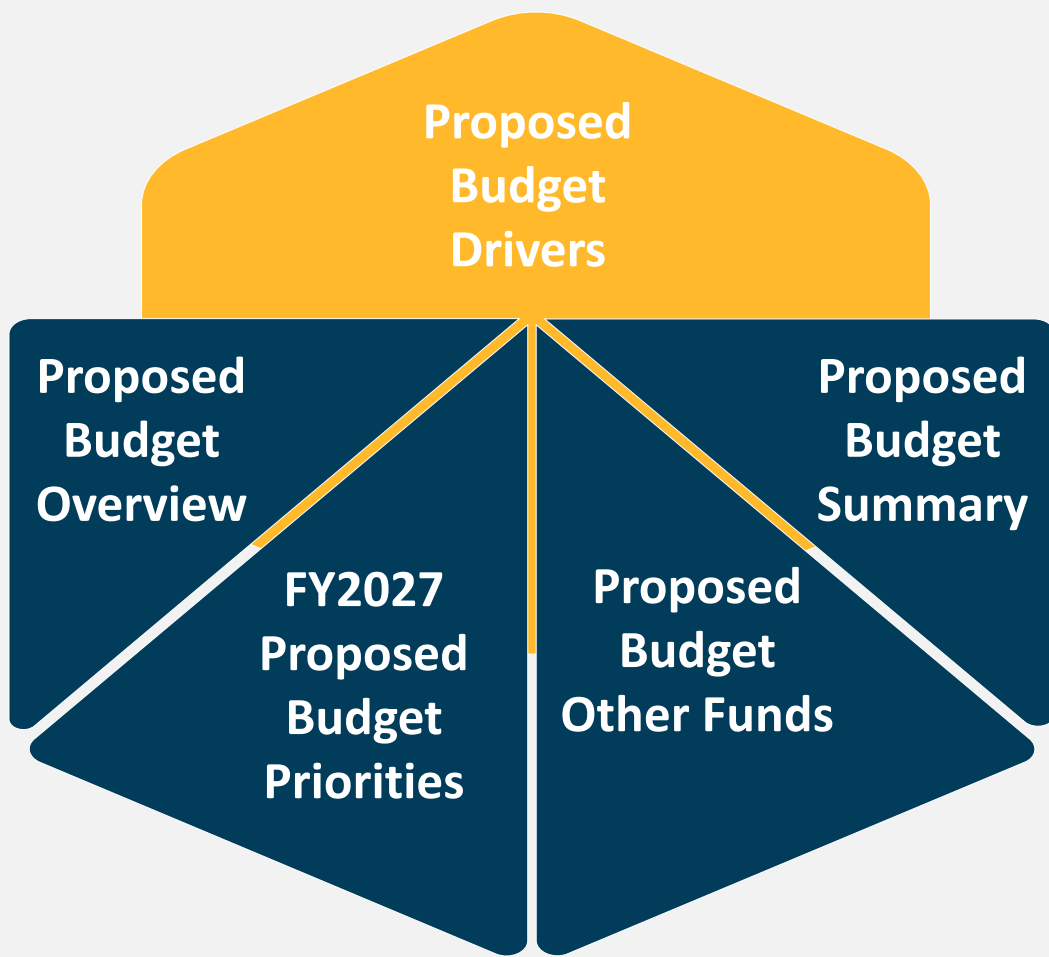 Proposed
Budget
Drivers
Proposed
Budget
Overview
FY2027
Proposed
Budget
Priorities
Proposed
Budget
Other Funds
Proposed
Budget
Summary